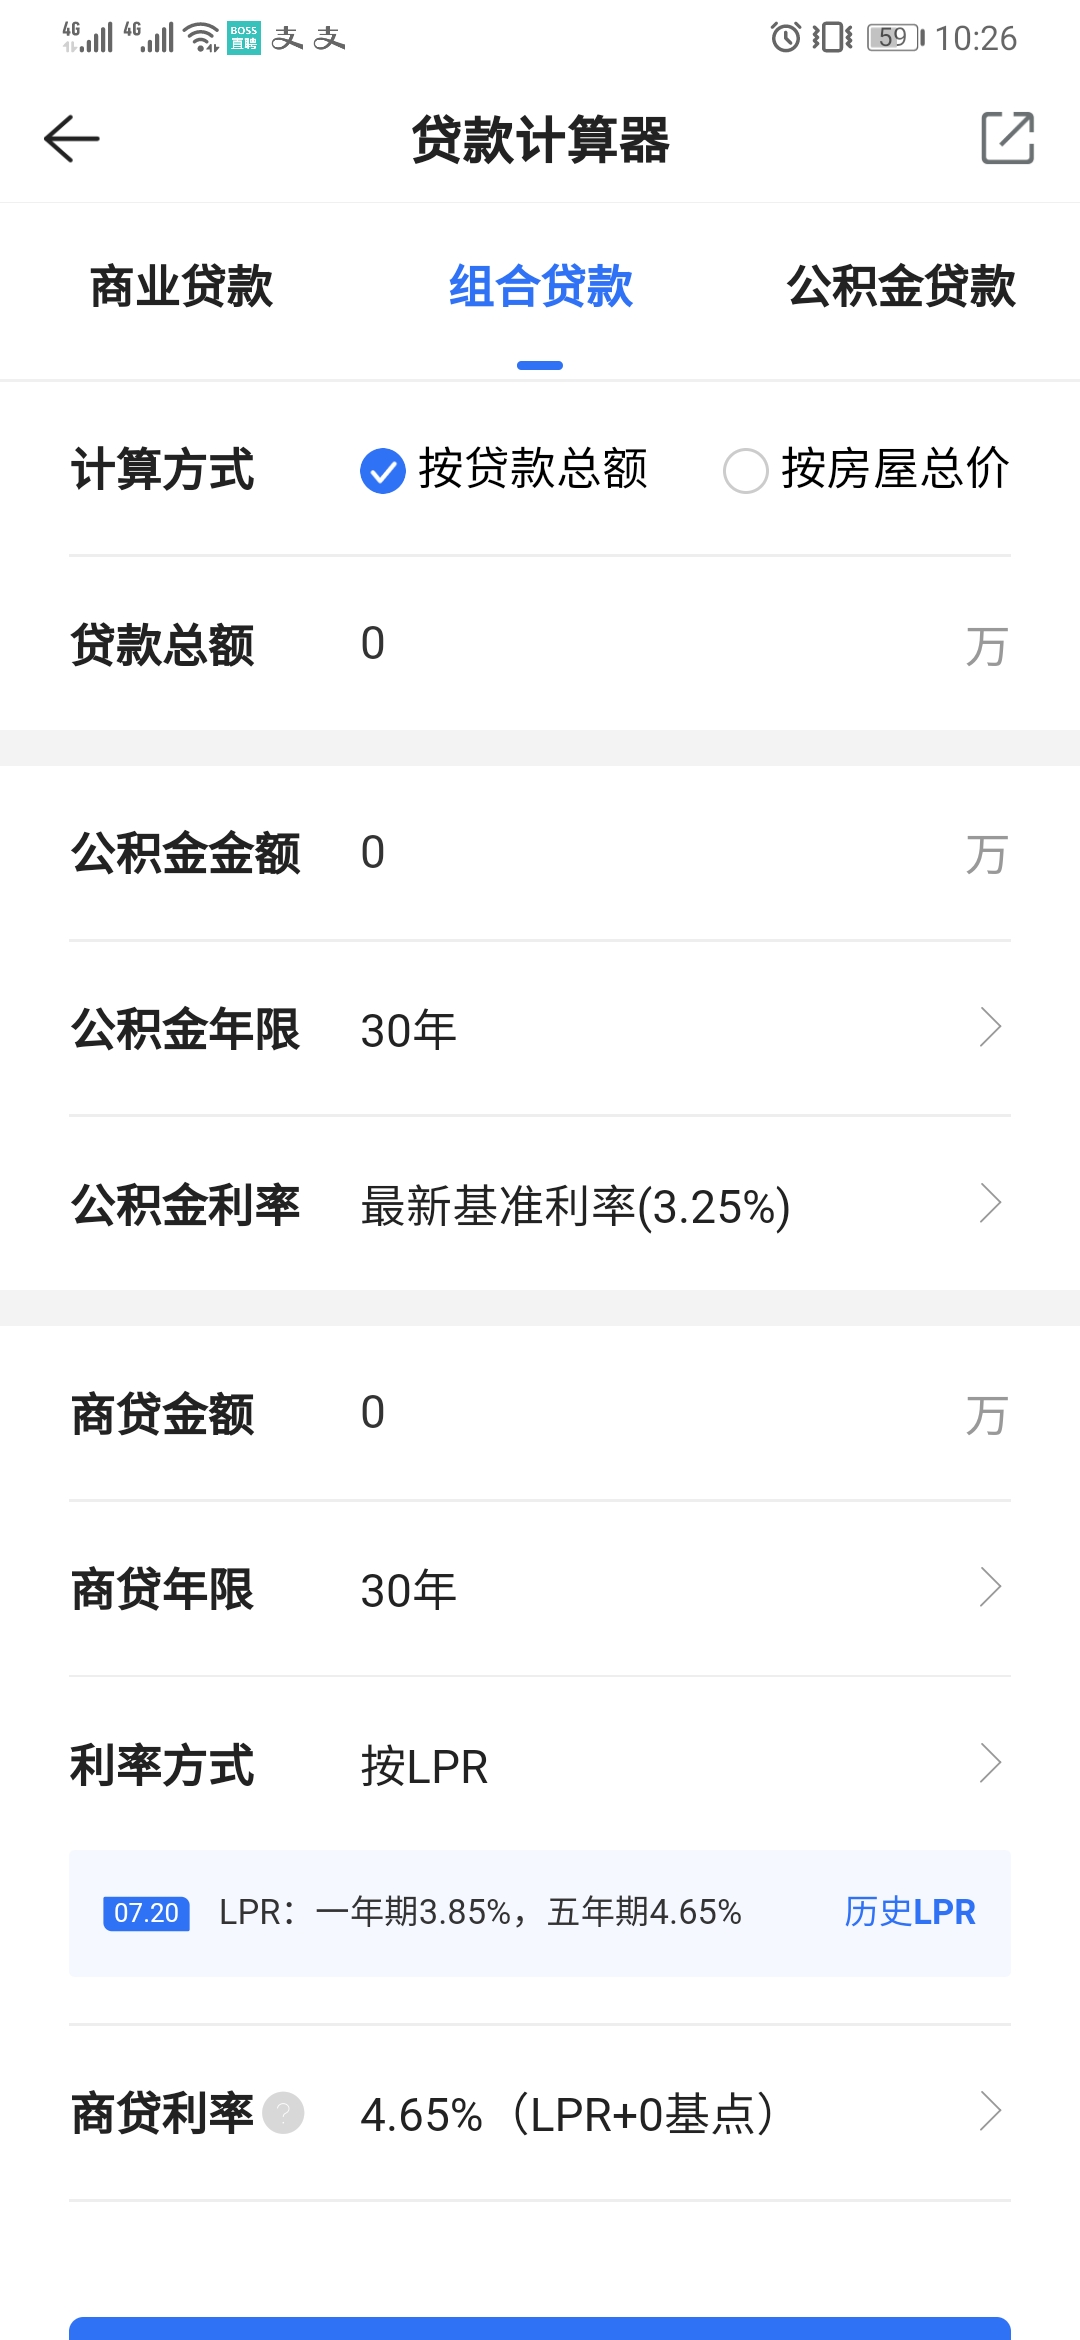 4G 4G BOSS直聘 支 支 59 10:26
贷款计算器
商业贷款 组合贷款 公积金贷款
计算方式 按贷款总额 按房屋总价
贷款总额 0 万
公积金金额 0 万
公积金年限 30年
公积金利率 最新基准利率(3.25%)
商贷金额 0 万
商贷年限 30年
利率方式 按LPR
07.20 LPR：一年期3.85%，五年期4.65% 历史LPR
商贷利率 ? 4.65%（LPR+0基点）